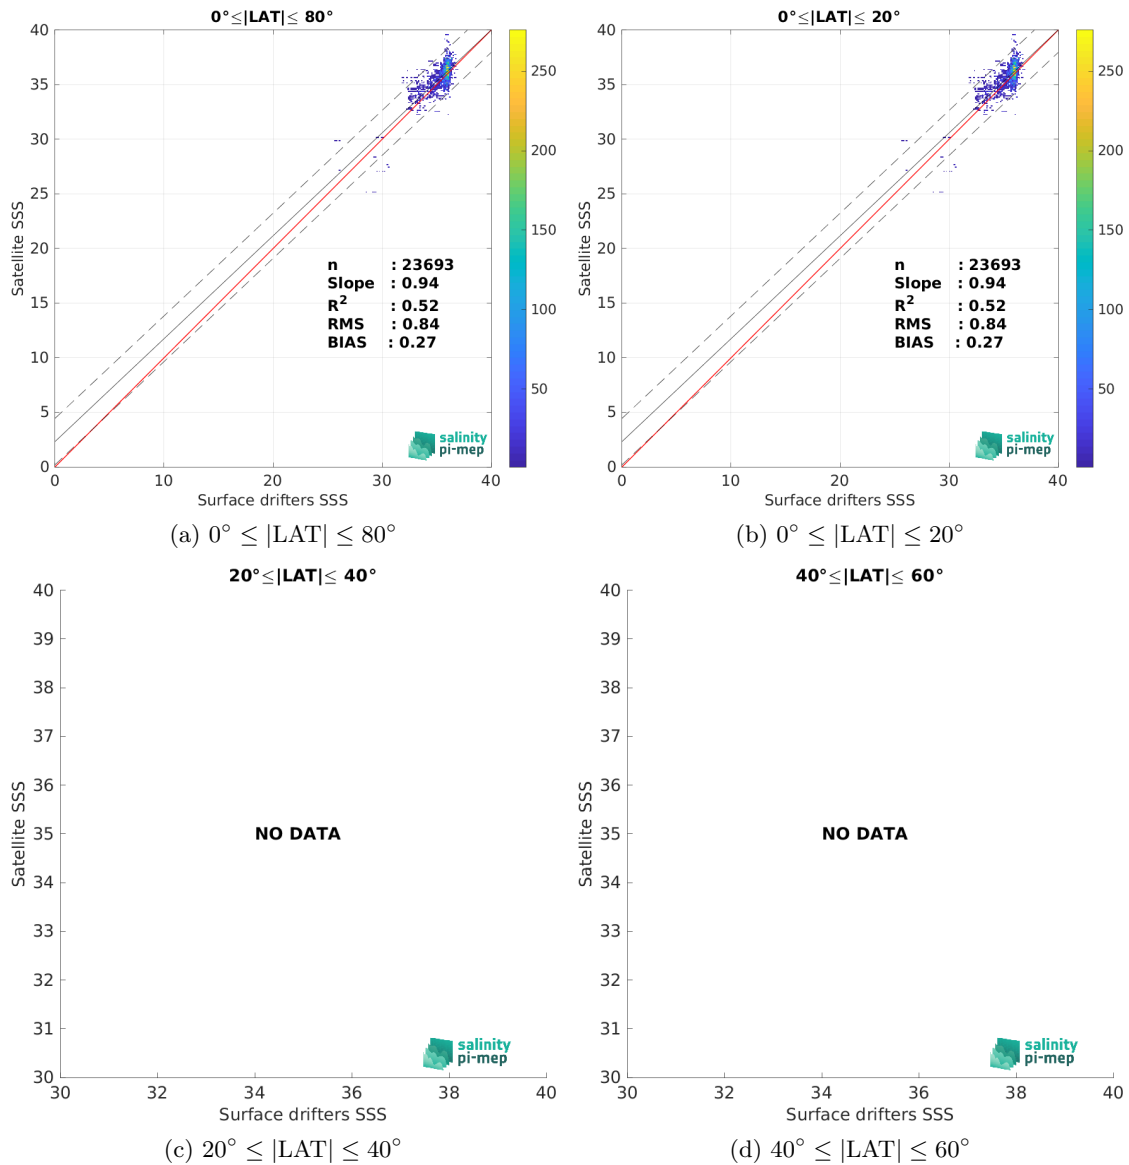 0°≤|LAT|≤ 80°
40
35
30
25
20
15
10
5
0
Satellite SSS
n : 23693
Slope : 0.94
R2 : 0.52
RMS : 0.84
BIAS : 0.27
250
200
150
100
50
salinity
pi-mep
0 10 20 30 40
Surface drifters SSS
(a) 0° ≤ |LAT| ≤ 80°
0°≤|LAT|≤ 20°
40
35
30
25
20
15
10
5
0
Satellite SSS
n : 23693
Slope : 0.94
R2 : 0.52
RMS : 0.84
BIAS : 0.27
250
200
150
100
50
salinity
pi-mep
0 10 20 30 40
Surface drifters SSS
(b) 0° ≤ |LAT| ≤ 20°
20°≤|LAT|≤ 40°
40
39
38
37
36
35
34
33
32
31
30
Satellite SSS
NO DATA
salinity
pi-mep
30 32 34 36 38 40
Surface drifters SSS
(c) 20° ≤ |LAT| ≤ 40°
40°≤|LAT|≤ 60°
40
39
38
37
36
35
34
33
32
31
30
Satellite SSS
NO DATA
salinity
pi-mep
30 32 34 36 38 40
Surface drifters SSS
(d) 40° ≤ |LAT| ≤ 60°